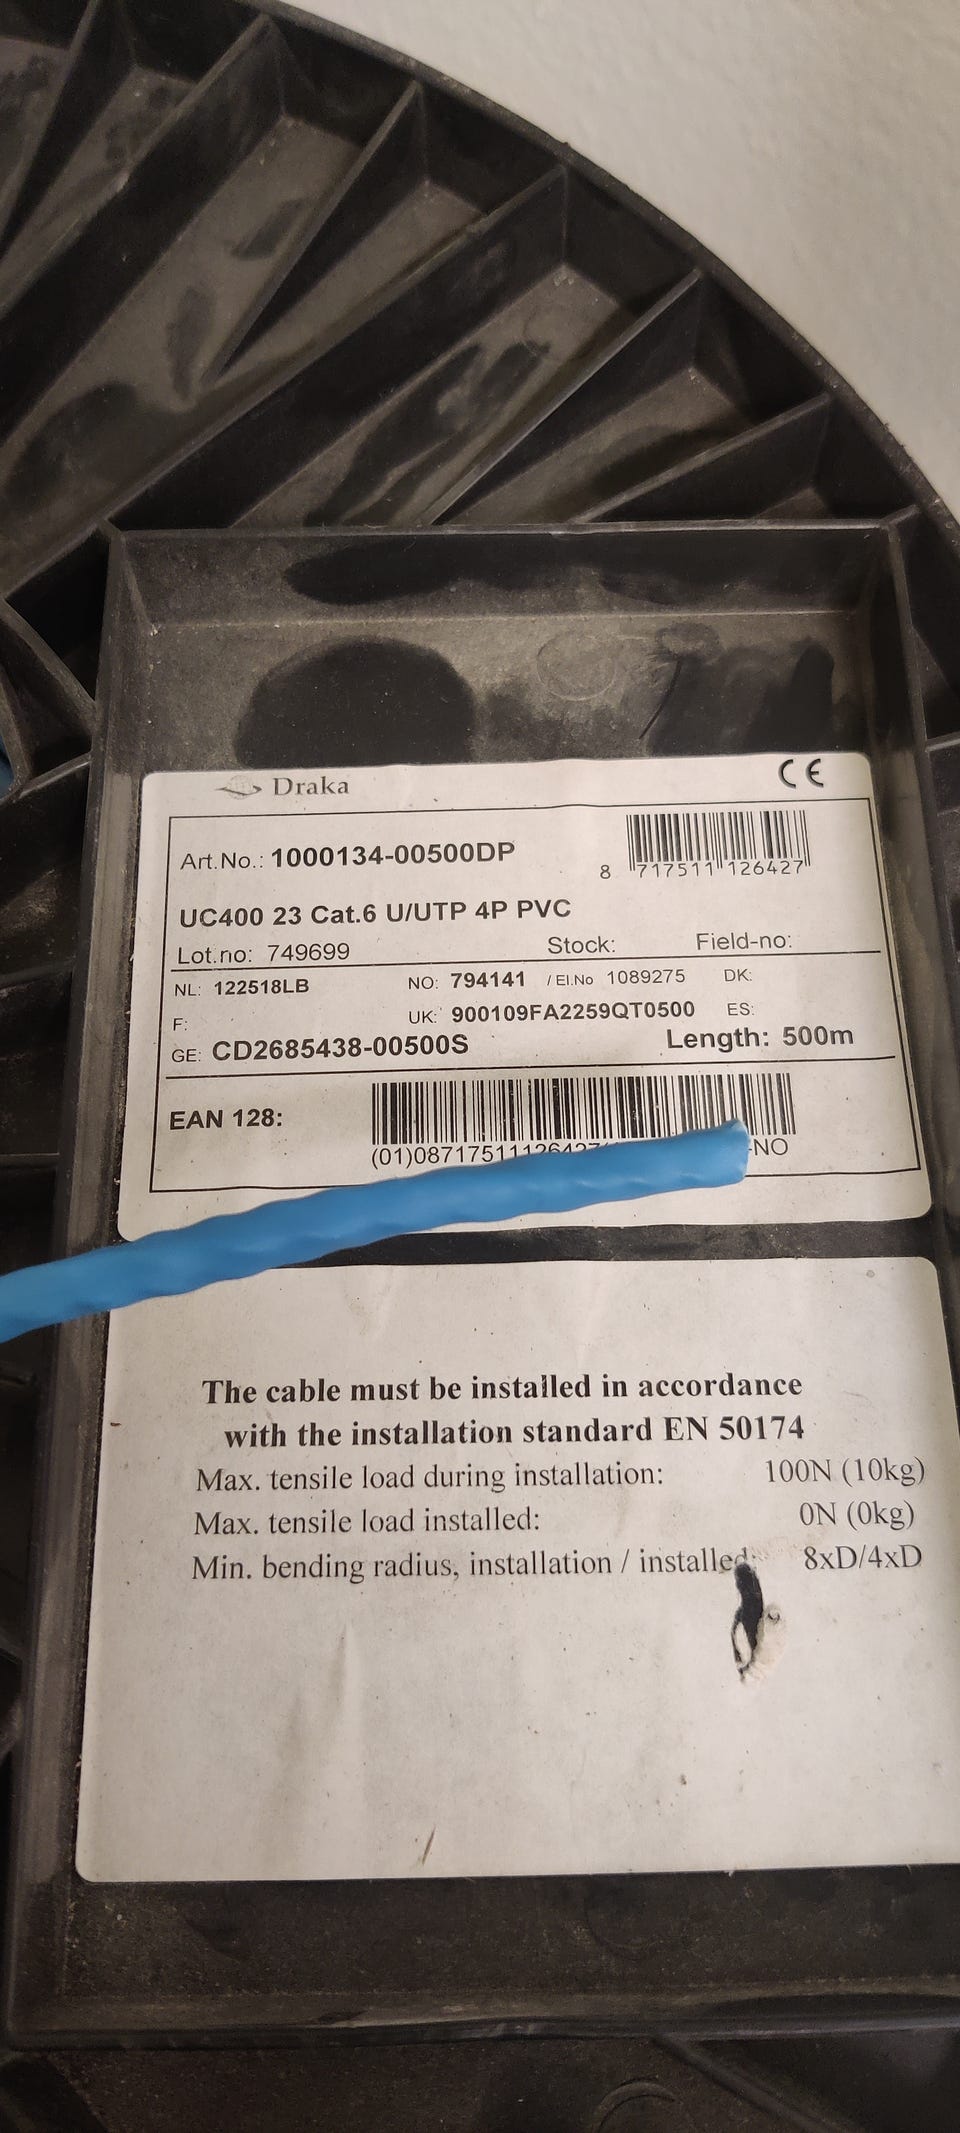 Draka
CE
Art.No.: 1000134-00500DP
8 717511 126427
UC400 23 Cat.6 U/UTP 4P PVC
Lot.no: 749699 Stock: Field-no:
NL: 122518LB NO: 794141 / El.No 1089275 DK:
F: UK: 900109FA2259QT0500 ES:
GE: CD2685438-00500S Length: 500m
EAN 128:
-NO
The cable must be installed in accordance
with the installation standard EN 50174
Max. tensile load during installation: 100N (10kg)
Max. tensile load installed: 0N (0kg)
Min. bending radius, installation / installed: 8xD/4xD